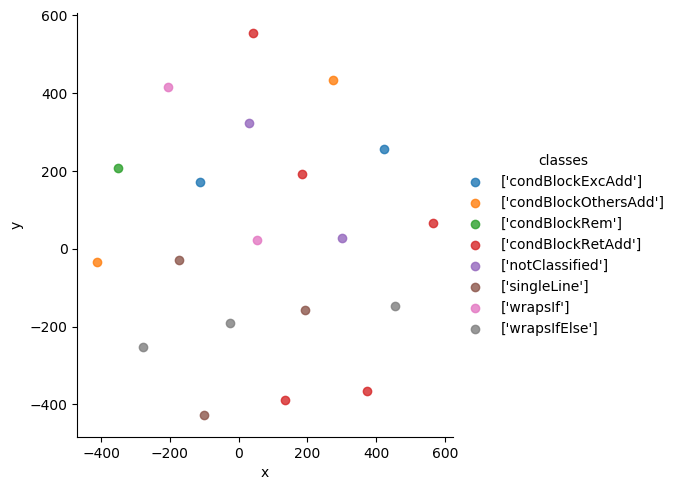 600
400
200
0
−200
−400
y
−400
−200
0
200
400
600
x
classes
['condBlockExcAdd']
['condBlockOthersAdd']
['condBlockRem']
['condBlockRetAdd']
['notClassified']
['singleLine']
['wrapsIf']
['wrapsIfElse']